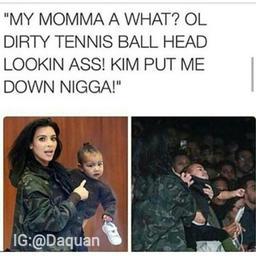 "MY MOMMA A WHAT? OL
DIRTY TENNIS BALL HEAD
LOOKIN ASS! KIM PUT ME
DOWN NIGGA!"
IG:@Daquan